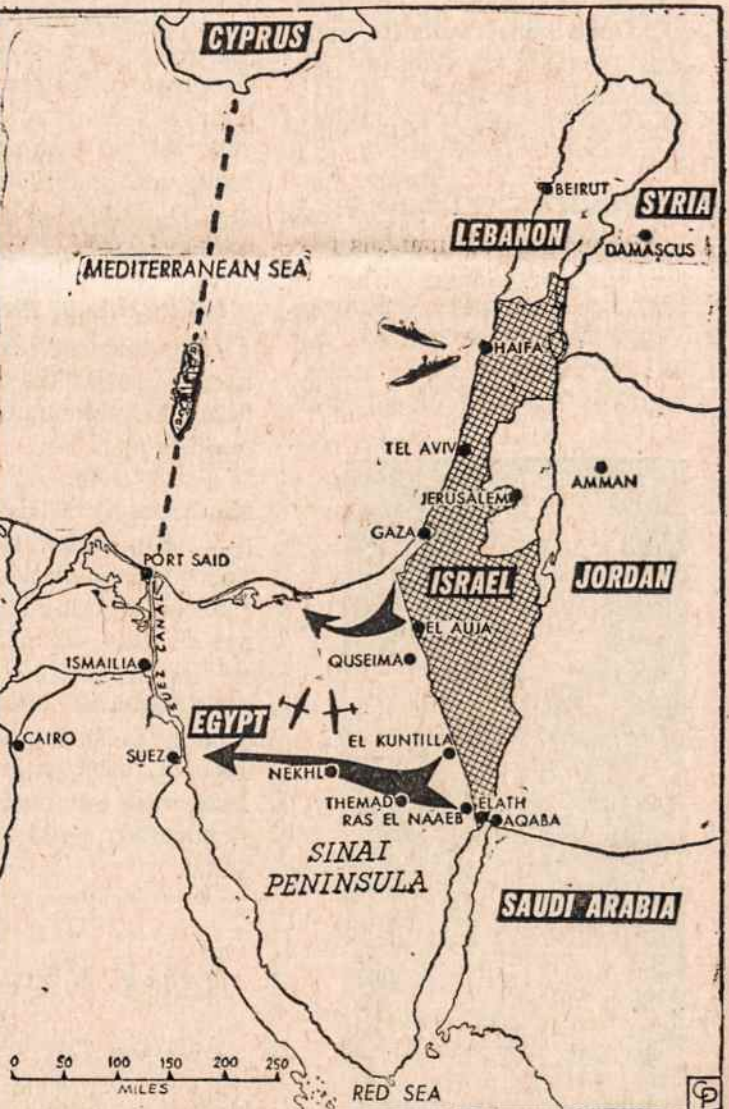 CYPRUS
BEIRUT
SYRIA
LEBANON
DAMASCUS
MEDITERRANEAN SEA
HAIFA
TEL AVIV
AMMAN
JERUSALEM
GAZA
PORT SAID
ISRAEL
JORDAN
SUEZ CANAL
EL AUJA
ISMAILIA
QUSEIMA
EGYPT
CAIRO
EL KUNTILLA
SUEZ
NEKHL
THEMAD
ELATH
RAS EL NAAEB
AQABA
SINAI
PENINSULA
SAUDI ARABIA
0 50 100 150 200 250
MILES
RED SEA
CP